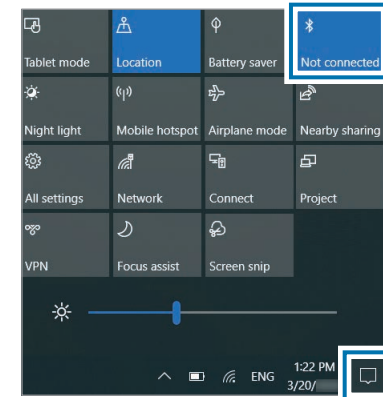 Tablet mode Location Battery saver Not connected
Night light Mobile hotspot Airplane mode Nearby sharing
All settings Network Connect Project
VPN Focus assist Screen snip
ENG 1:22 PM
3/20/